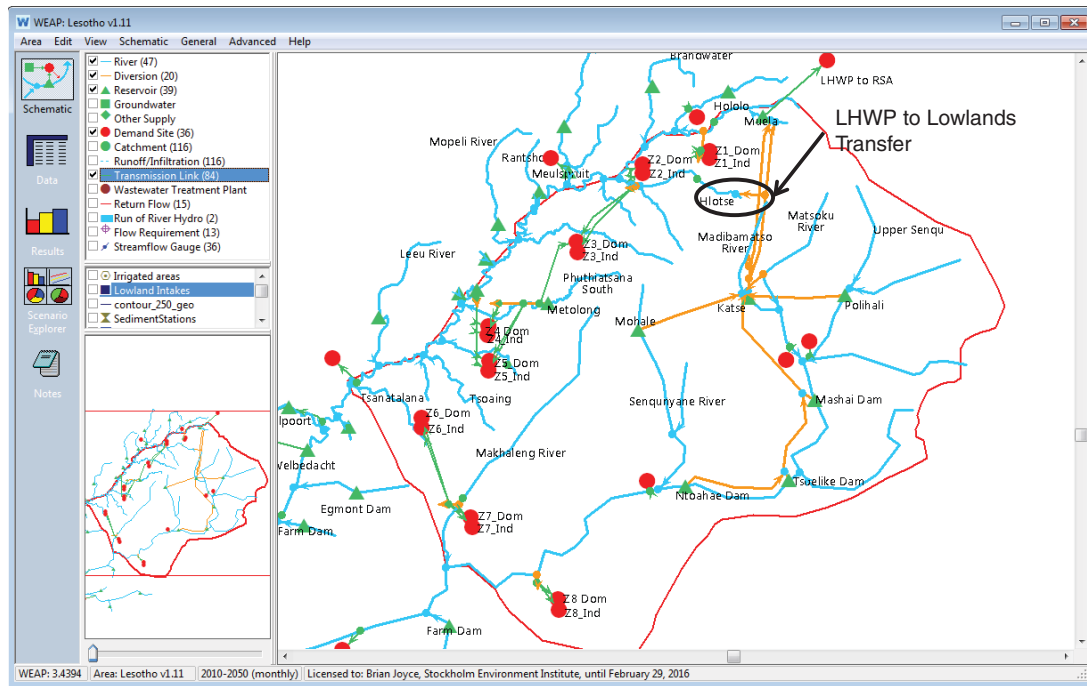 WEAP: Lesotho v1.11
Area Edit View Schematic General Advanced Help
Schematic
Data
Results
Scenario
Explorer
Notes
River (47)
Diversion (20)
Reservoir (39)
Groundwater
Other Supply
Demand Site (36)
Catchment (116)
Runoff/Infiltration (116)
Transmission Link (84)
Wastewater Treatment Plant
Return Flow (15)
Run of River Hydro (2)
Flow Requirement (13)
Streamflow Gauge (36)
Irrigated areas
Lowland Intakes
contour_250_geo
SedimentStations
Brandwater
LHWP to RSA
Hololo
Muela
LHWP to Lowlands
Transfer
Mopeli River
Rantsho
Meulspruit
Z1_Dom
Z1_Ind
Z2_Dom
Z2_Ind
Hlotse
Matsoku
River
Madibamatso
River
Upper Senqu
Z3_Dom
Z3_Ind
Leeu River
Phuthiatsana
South
Metolong
Mohale
Katse
Polihali
Z4_Dom
Z4_Ind
Z5_Dom
Z5_Ind
Tsanatalana
Tsoaing
Z6_Dom
Z6_Ind
Senqunyane River
Mashai Dam
lpoort
Welbedacht
Makhaleng River
Egmont Dam
Ntoahae Dam
Tsuelike Dam
Farm Dam
Z7_Dom
Z7_Ind
Z8 Dom
Z8_Ind
Farm Dam
WEAP: 3.4394 Area: Lesotho v1.11 2010-2050 (monthly) Licensed to: Brian Joyce, Stockholm Environment Institute, until February 29, 2016